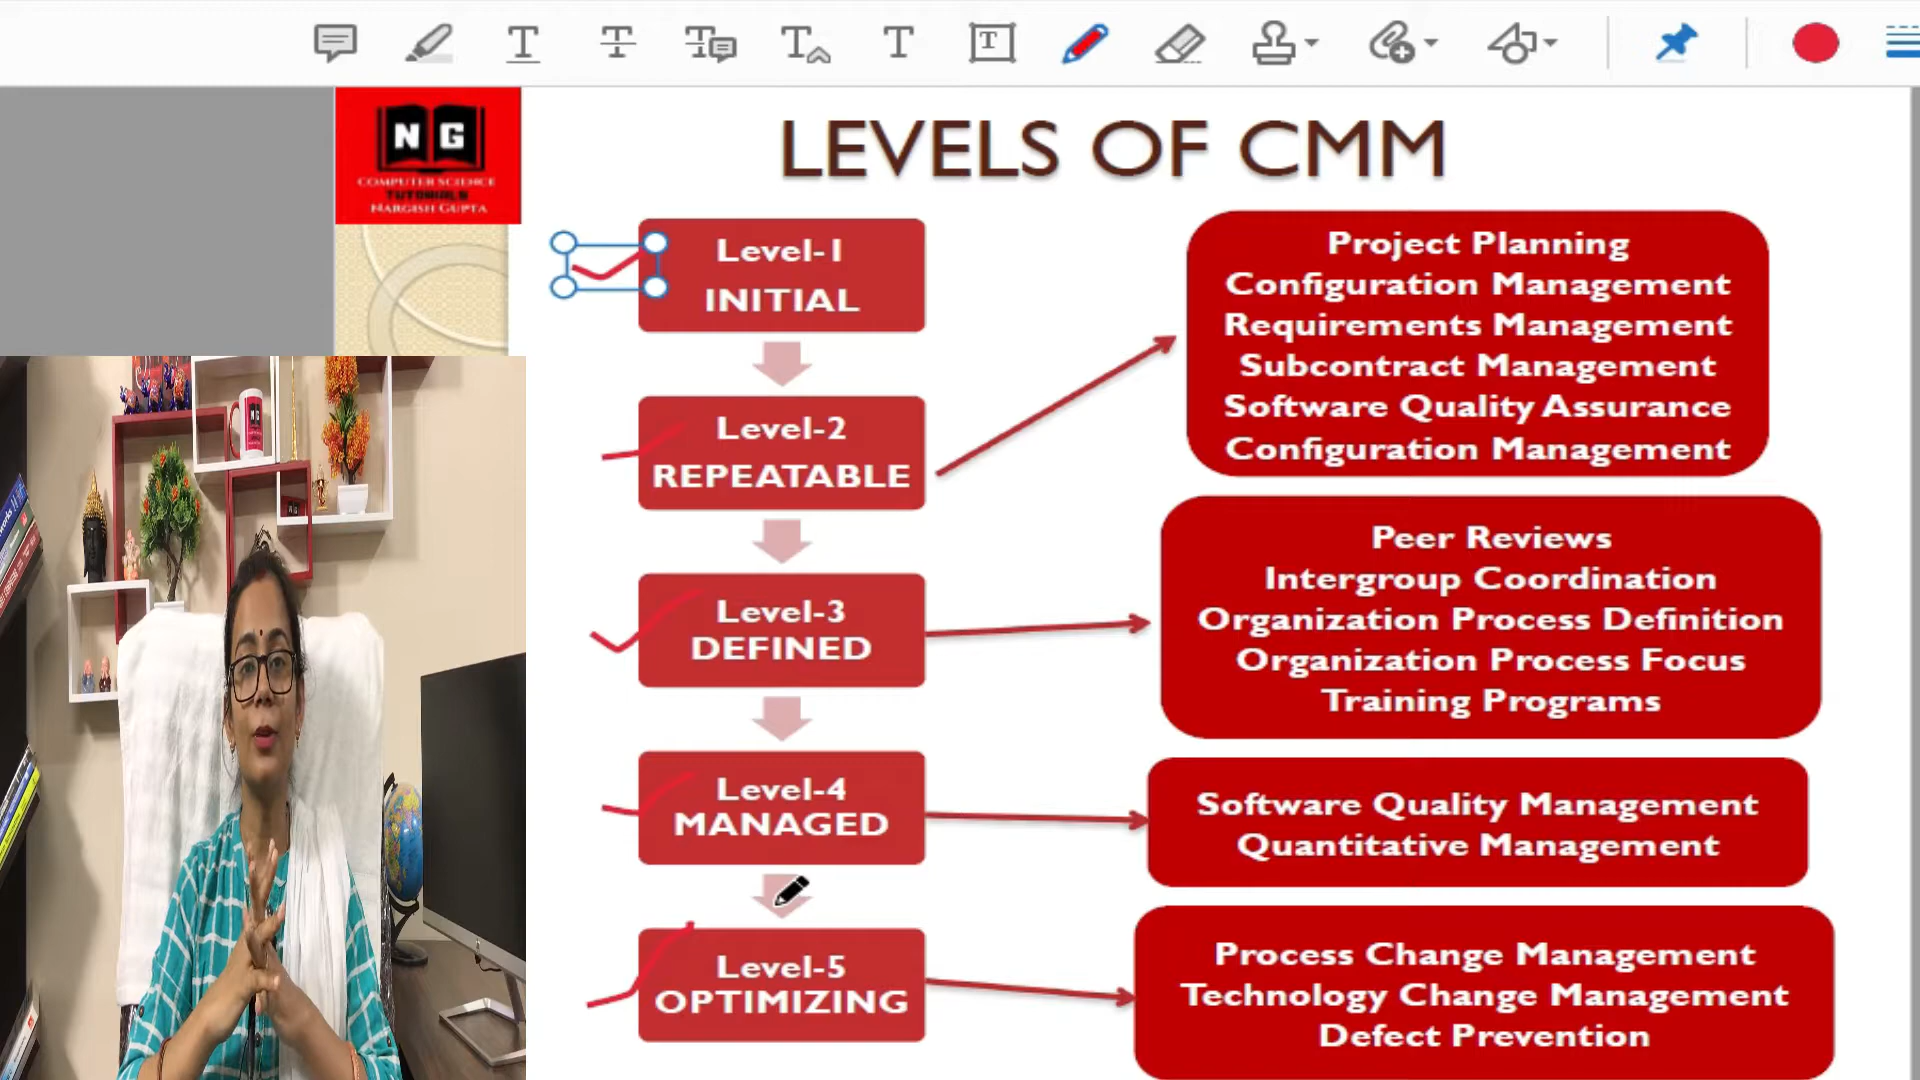 N G
COMPUTER SCIENCE
TUTORIALS
NARGISH GUPTA
LEVELS OF CMM
Level-1
INITIAL
Level-2
REPEATABLE
Level-3
DEFINED
Level-4
MANAGED
Level-5
OPTIMIZING
Project Planning
Configuration Management
Requirements Management
Subcontract Management
Software Quality Assurance
Configuration Management
Peer Reviews
Intergroup Coordination
Organization Process Definition
Organization Process Focus
Training Programs
Software Quality Management
Quantitative Management
Process Change Management
Technology Change Management
Defect Prevention